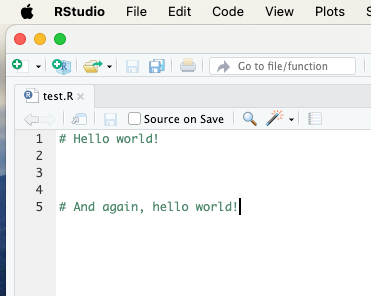 RStudio File Edit Code View Plots S
Go to file/function
test.R
Source on Save
1 # Hello world!
2
3
4
5 # And again, hello world!